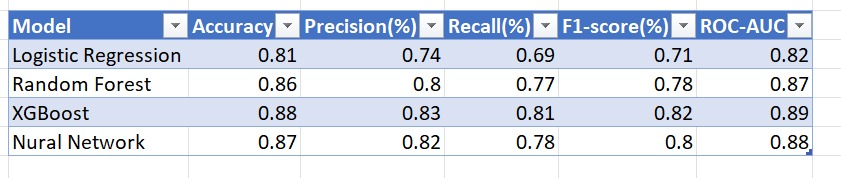 Model Accuracy Precision(%) Recall(%) F1-score(%) ROC-AUC
Logistic Regression 0.81 0.74 0.69 0.71 0.82
Random Forest 0.86 0.8 0.77 0.78 0.87
XGBoost 0.88 0.83 0.81 0.82 0.89
Nural Network 0.87 0.82 0.78 0.8 0.88